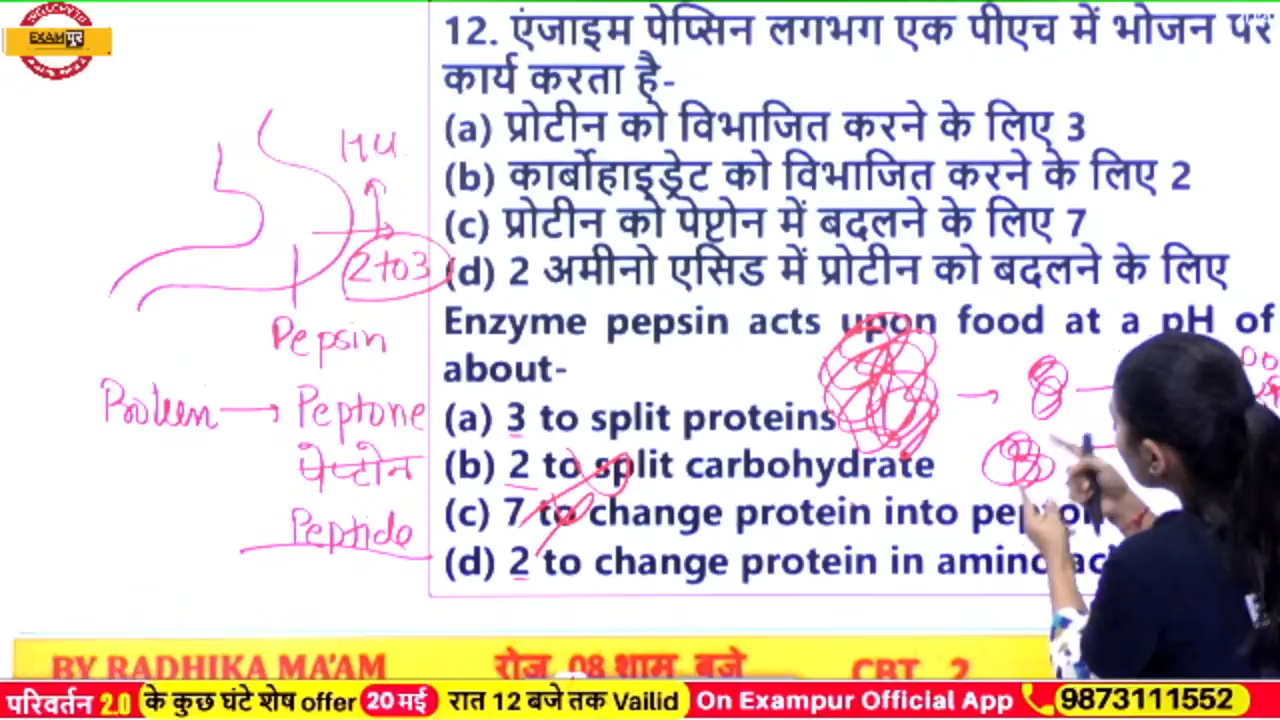 EXAMपुर
12. एंजाइम पेप्सिन लगभग एक पीएच में भोजन पर
कार्य करता है-
(a) प्रोटीन को विभाजित करने के लिए 3
(b) कार्बोहाइड्रेट को विभाजित करने के लिए 2
(c) प्रोटीन को पेप्टोन में बदलने के लिए 7
(d) 2 अमीनो एसिड में प्रोटीन को बदलने के लिए
Enzyme pepsin acts upon food at a pH of
about-
(a) 3 to split proteins
(b) 2 to split carbohydrate
(c) 7 to change protein into
(d) 2 to change protein in amino
2 to 3
Pepsin
Protein → Peptone
पेप्टोन
Peptide
BY RADHIKA MA'AM
रोज 08 शाम बजे
CBT 2
परिवर्तन 2.0 के कुछ घंटे शेष offer 20 मई रात 12 बजे तक Vailid On Exampur Official App 9873111552